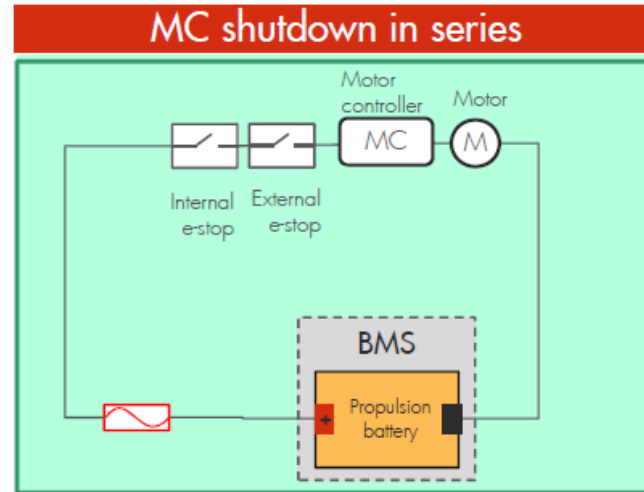 MC shutdown in series
Motor
controller
Motor
MC
M
Internal
e-stop
External
e-stop
BMS
Propulsion
battery
+